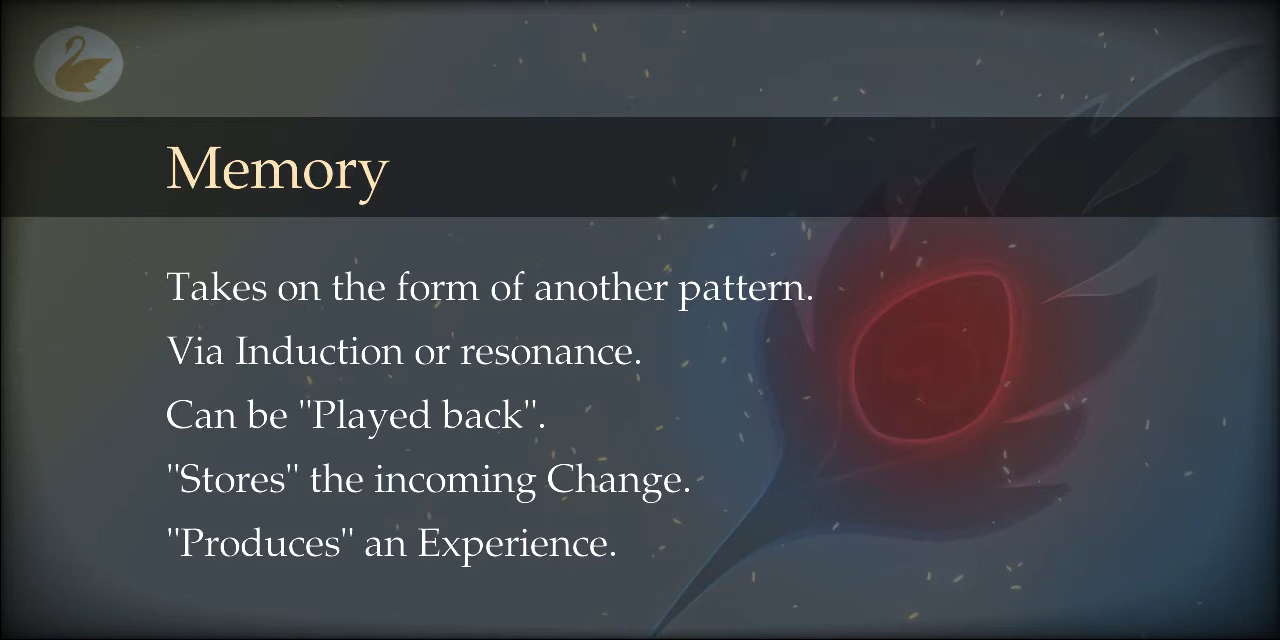 Memory
Takes on the form of another pattern.
Via Induction or resonance.
Can be "Played back".
"Stores" the incoming Change.
"Produces" an Experience.